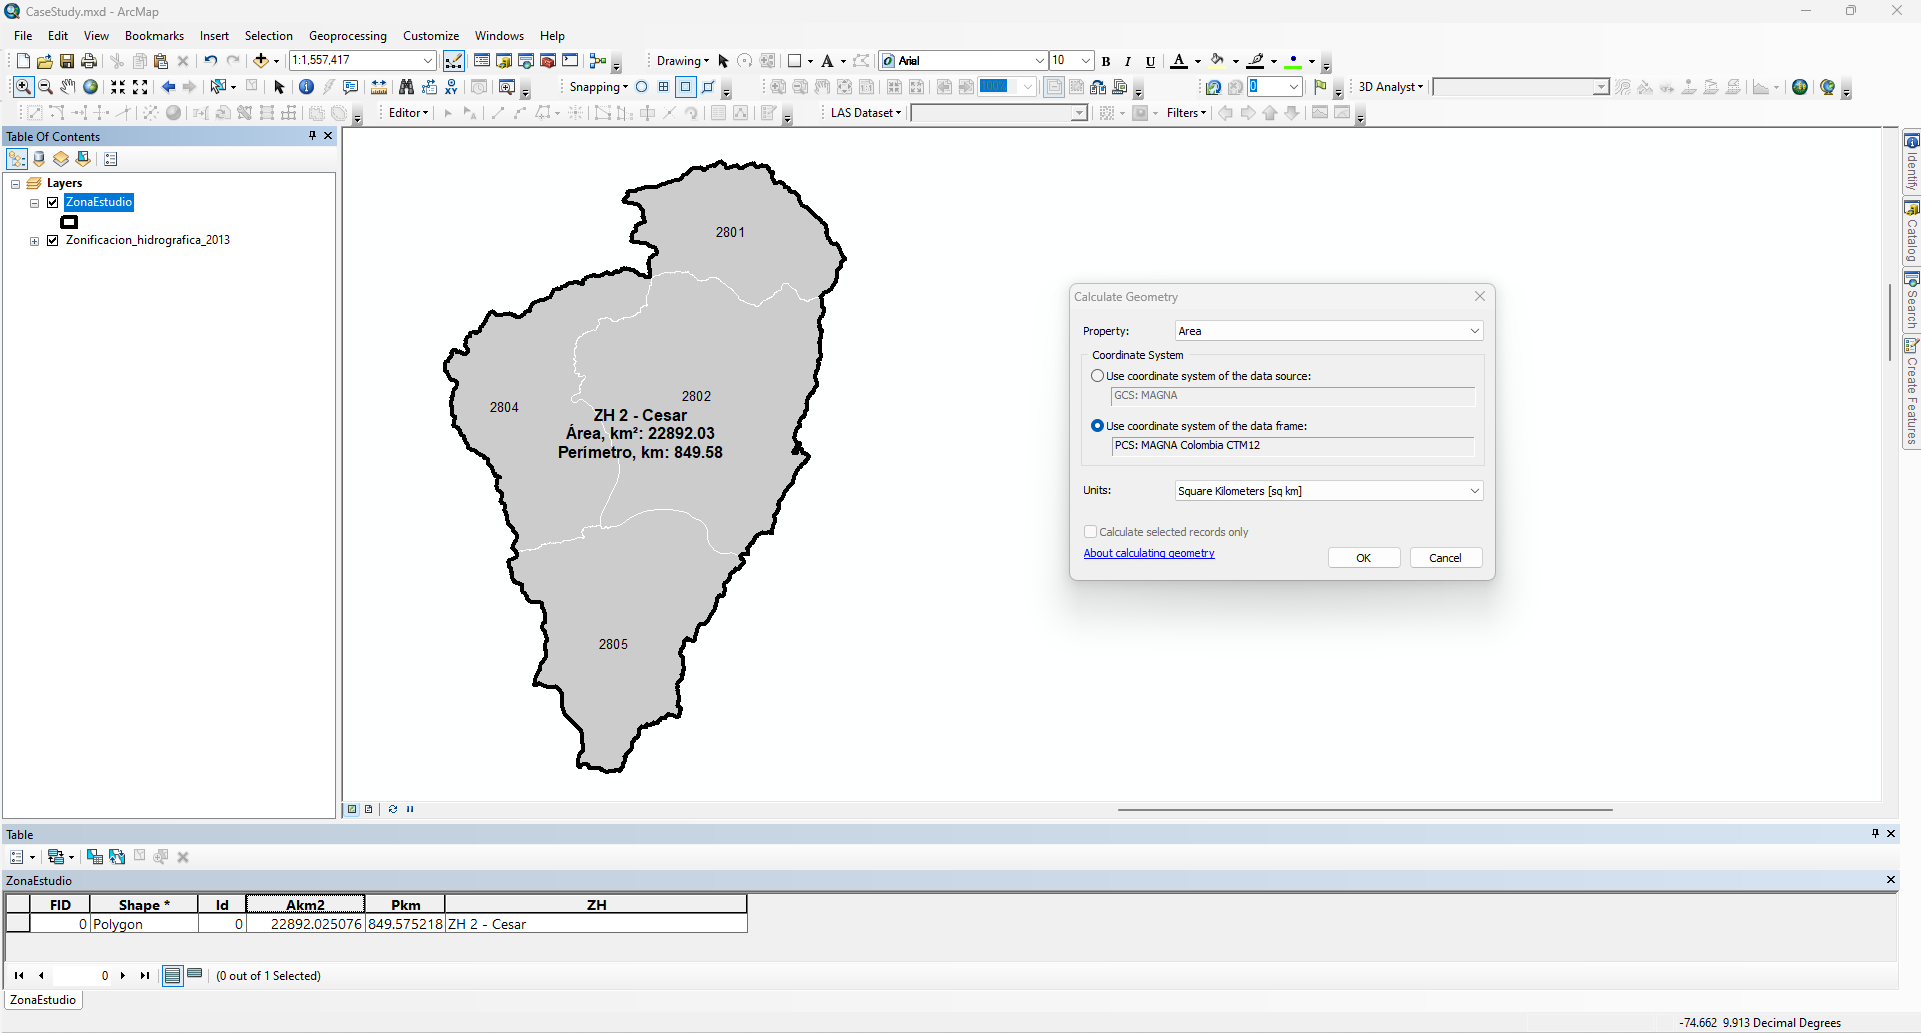 CaseStudy.mxd - ArcMap
File Edit View Bookmarks Insert Selection Geoprocessing Customize Windows Help
1:1,557,417 Drawing Arial 10 B I U A
Snapping 100% 0 3D Analyst
Editor LAS Dataset Filters
Table Of Contents
Layers
ZonaEstudio
Zonificacion_hidrografica_2013
2801
2802
2804
ZH 2 - Cesar
Área, km²: 22892.03
Perímetro, km: 849.58
2805
Calculate Geometry
Property: Area
Coordinate System
Use coordinate system of the data source:
GCS: MAGNA
Use coordinate system of the data frame:
PCS: MAGNA Colombia CTM12
Units: Square Kilometers [sq km]
Calculate selected records only
About calculating geometry
OK Cancel
Identify
Catalog
Search
Create Features
Table
ZonaEstudio
FID Shape * Id Akm2 Pkm ZH
0 Polygon 0 22892.025076 849.575218 ZH 2 - Cesar
0 (0 out of 1 Selected)
ZonaEstudio
-74.662 9.913 Decimal Degrees